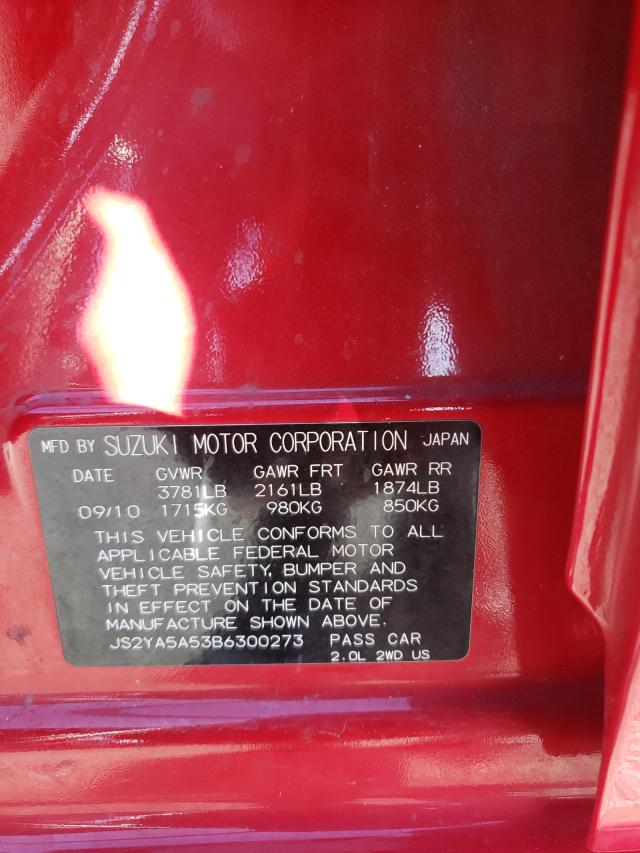 MFD BY SUZUKI MOTOR CORPORATION JAPAN
DATE GVWR GAWR FRT GAWR RR
3781LB 2161LB 1874LB
09/10 1715KG 980KG 850KG
THIS VEHICLE CONFORMS TO ALL
APPLICABLE FEDERAL MOTOR
VEHICLE SAFETY, BUMPER AND
THEFT PREVENTION STANDARDS
IN EFFECT ON THE DATE OF
MANUFACTURE SHOWN ABOVE.
JS2YA5A53B6300273 PASS CAR
2.0L 2WD US